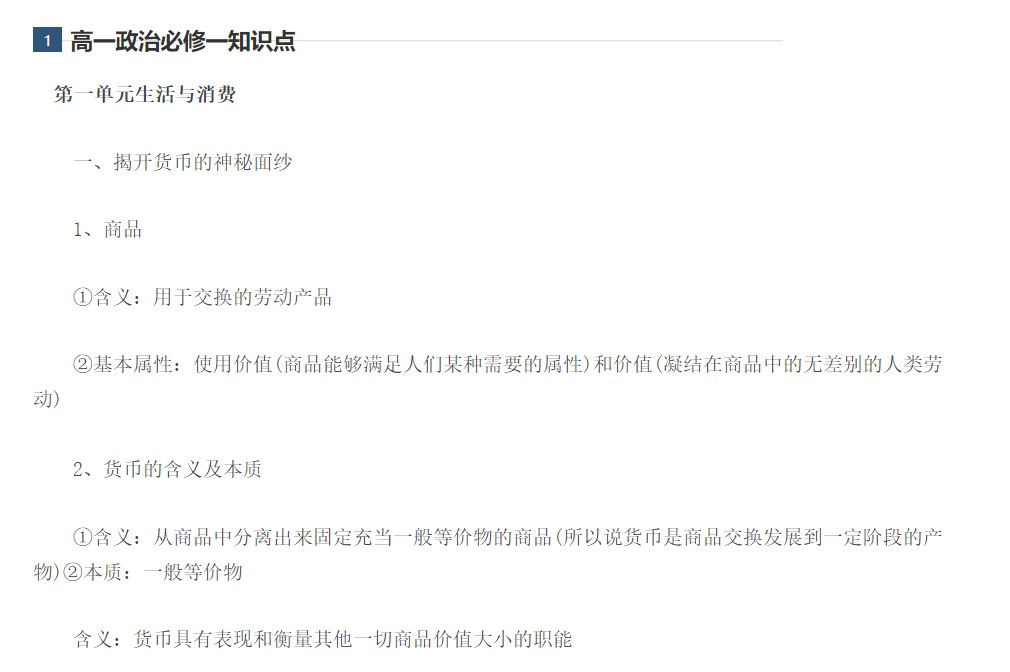 1 高一政治必修一知识点
第一单元生活与消费
一、揭开货币的神秘面纱
1、商品
①含义：用于交换的劳动产品
②基本属性：使用价值(商品能够满足人们某种需要的属性)和价值(凝结在商品中的无差别的人类劳
动)
2、货币的含义及本质
①含义：从商品中分离出来固定充当一般等价物的商品(所以说货币是商品交换发展到一定阶段的产
物)②本质：一般等价物
含义：货币具有表现和衡量其他一切商品价值大小的职能